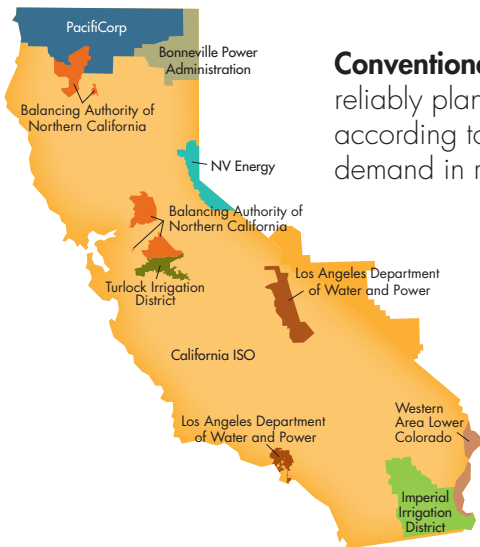 PacifiCorp
Bonneville Power
Administration
Balancing Authority of
Northern California
NV Energy
Balancing Authority of
Northern California
Turlock Irrigation
District
Los Angeles Department
of Water and Power
California ISO
Los Angeles Department
of Water and Power
Western
Area Lower
Colorado
Imperial
Irrigation
District
reliably plan
according to
demand in